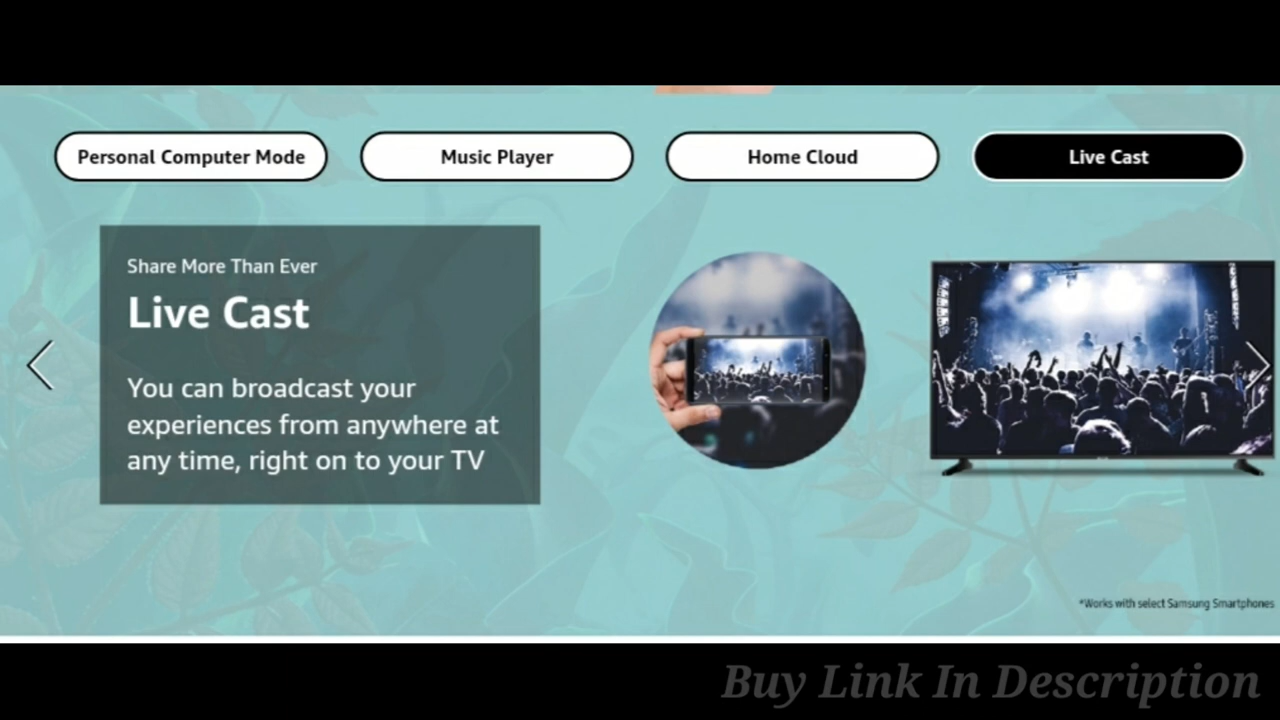 Personal Computer Mode
Music Player
Home Cloud
Live Cast
Share More Than Ever
Live Cast
You can broadcast your
experiences from anywhere at
any time, right on to your TV
*Works with select Samsung Smartphones
Buy Link In Description